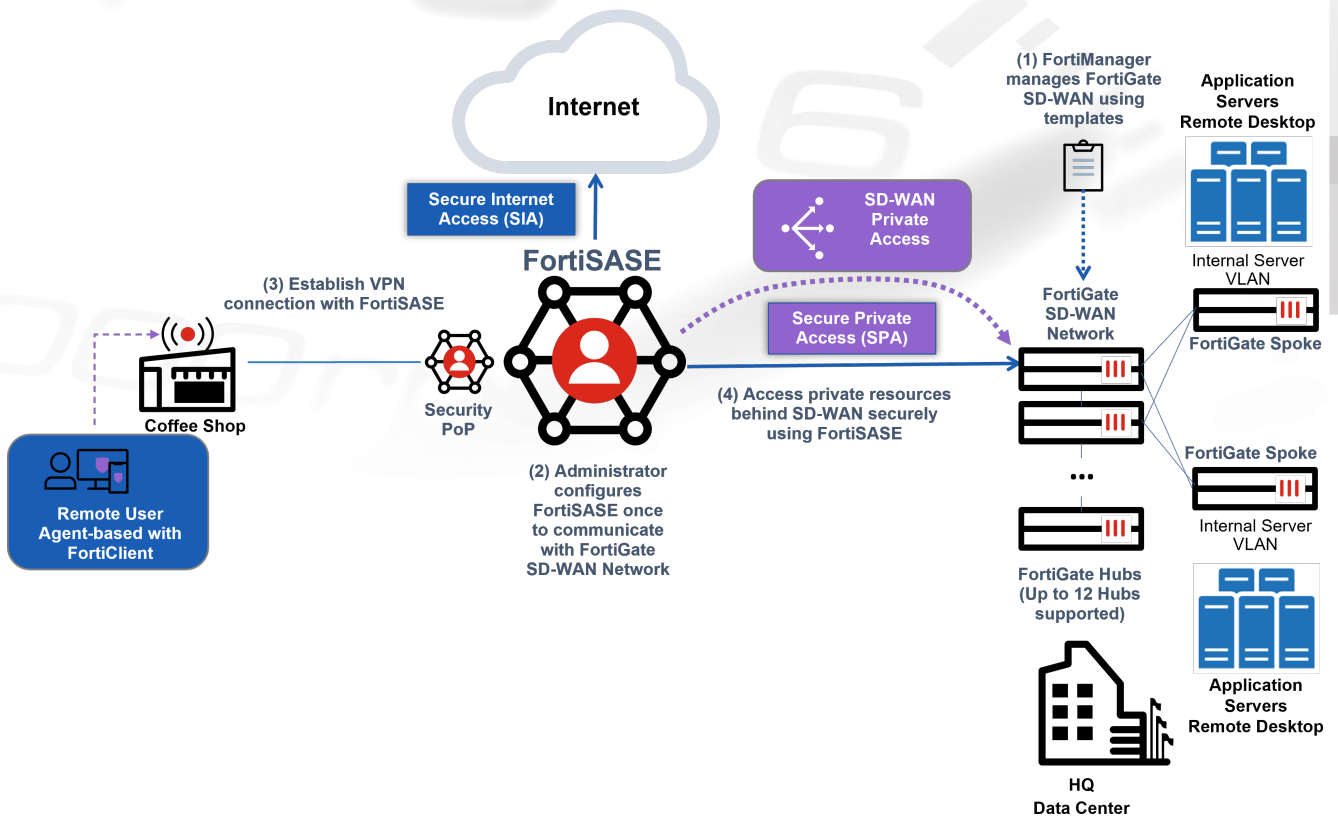 Internet
(1) FortiManager
manages FortiGate
SD-WAN using
templates
Application
Servers
Remote Desktop
Secure Internet
Access (SIA)
SD-WAN
Private
Access
FortiSASE
Internal Server
VLAN
(3) Establish VPN
connection with FortiSASE
FortiGate
SD-WAN
Network
Secure Private
Access (SPA)
FortiGate Spoke
(4) Access private resources
behind SD-WAN securely
using FortiSASE
Security
PoP
Coffee Shop
FortiGate Spoke
(2) Administrator
configures
FortiSASE once
to communicate
with FortiGate
SD-WAN Network
Remote User
Agent-based with
FortiClient
...
Internal Server
VLAN
FortiGate Hubs
(Up to 12 Hubs
supported)
Application
Servers
Remote Desktop
HQ
Data Center